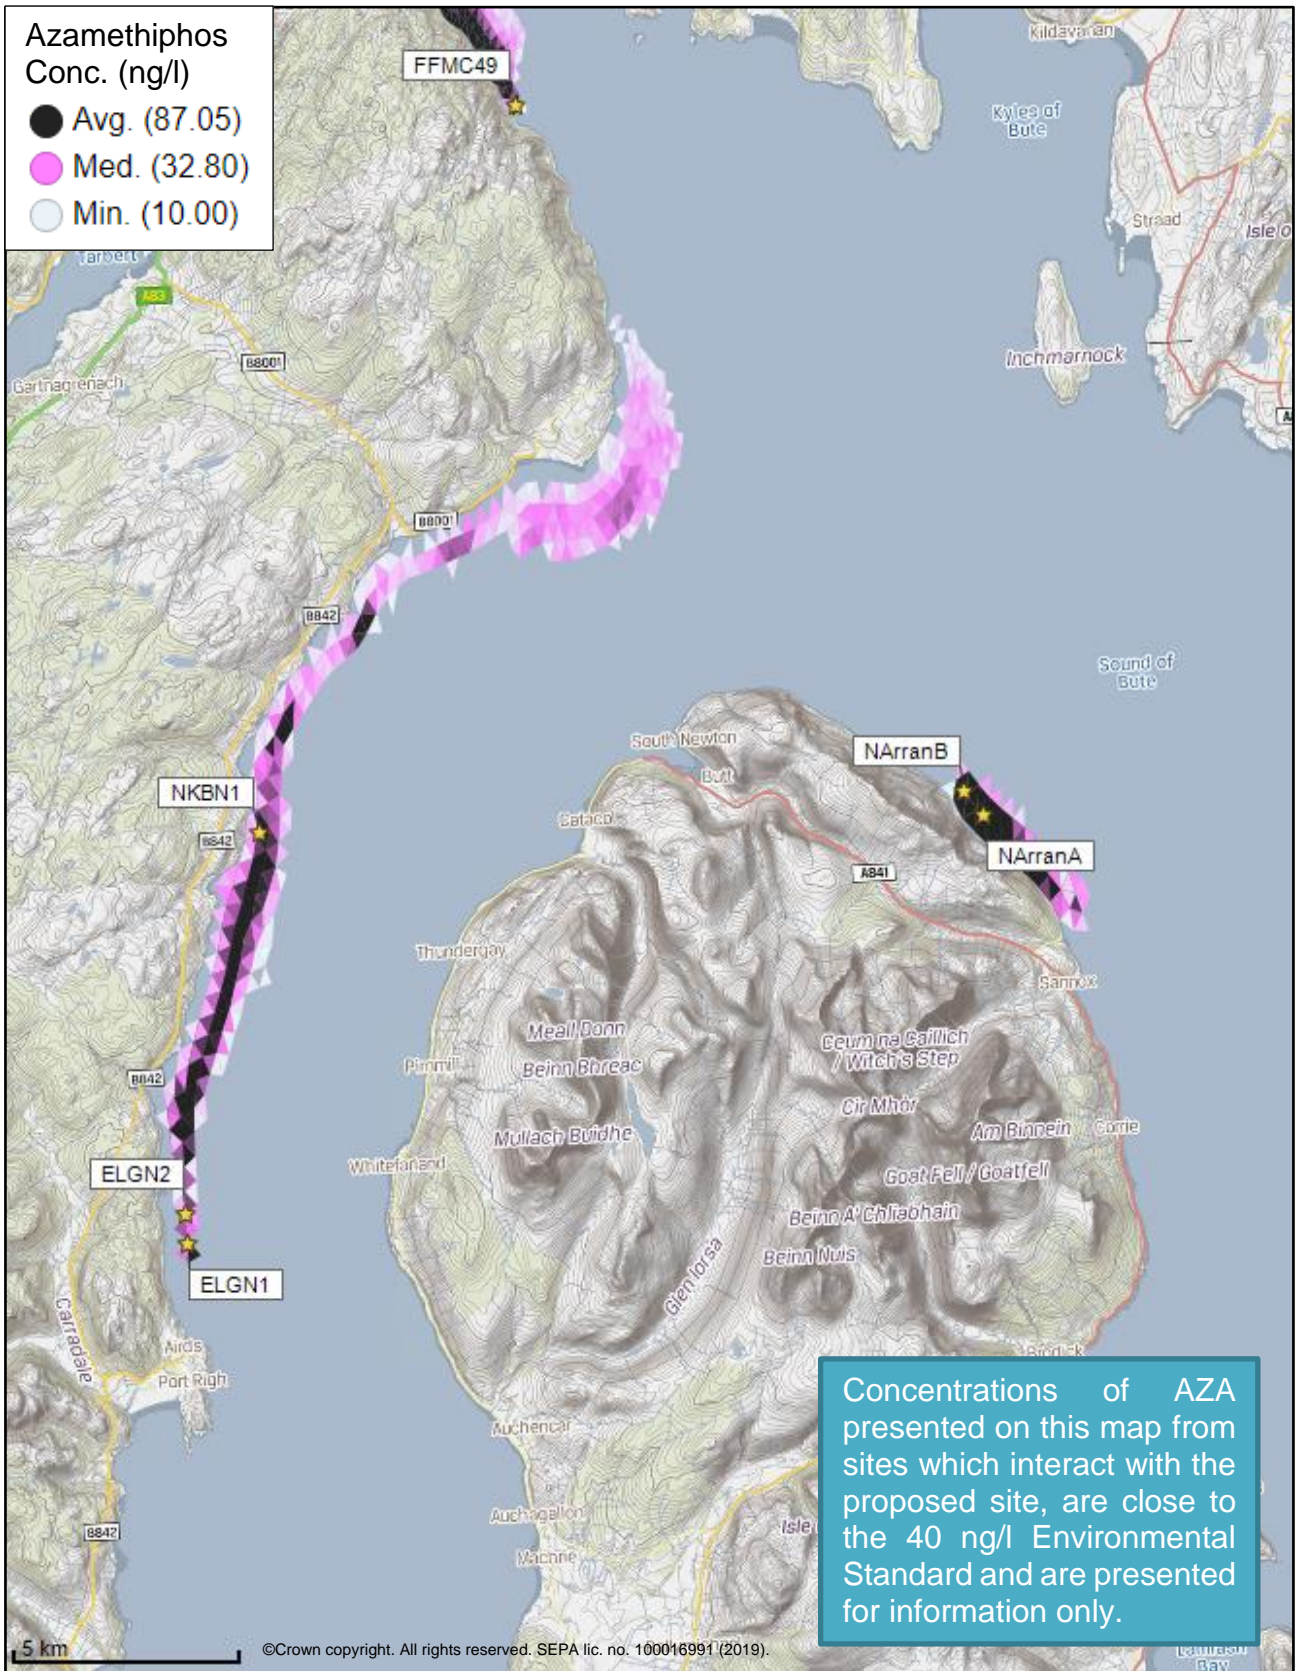 Azamethiphos
Conc. (ng/l)
Avg. (87.05)
Med. (32.80)
Min. (10.00)
FFMC49
Kildavanan
Kyles of
Bute
Straad
Isle o
Tarbert
A83
B8001
Gartnagrenach
Inchmarnock
B8001
B842
Sound of
Bute
South Newton
NArranB
Butt
NKBN1
Catacol
B842
NArranA
A841
Thundergay
Sannox
Meall Donn
Ceum na Caillich
/ Witch's Step
Beinn Bhreac
Pirnmill
B842
Cir Mhòr
Mullach Buidhe
Am Binnein
Corrie
Whitefarland
ELGN2
Goat Fell / Goatfell
Beinn A' Chliabhain
Beinn Nuis
Glen Iorsa
ELGN1
Carradale
Airds
Port Righ
Brodick
Concentrations of AZA
presented on this map from
sites which interact with the
proposed site, are close to
the 40 ng/l Environmental
Standard and are presented
for information only.
Auchencar
Auchagallon
Isle
B842
Machrie
5 km
©Crown copyright. All rights reserved. SEPA lic. no. 100016991 (2019).
Lamlash
Bay